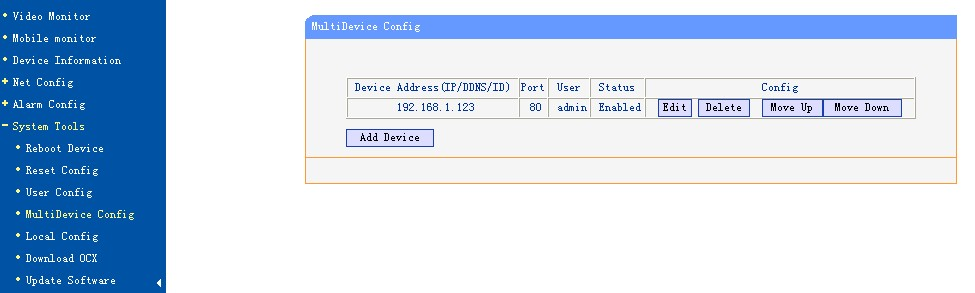 Video Monitor
Mobile monitor
Device Information
Net Config
Alarm Config
System Tools
Reboot Device
Reset Config
User Config
MultiDevice Config
Local Config
Download OCX
Update Software
MultiDevice Config
Device Address(IP/DDNS/ID) Port User Status Config
192.168.1.123 80 admin Enabled Edit Delete Move Up Move Down
Add Device